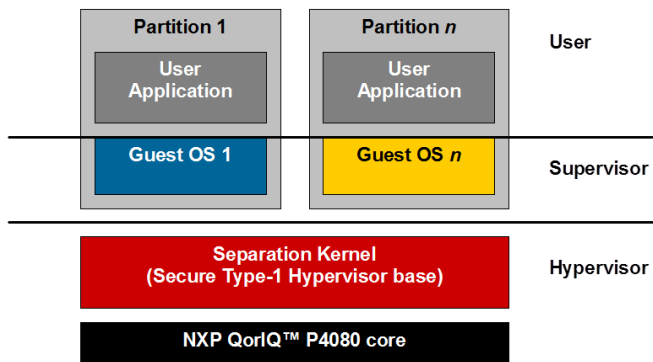 Partition 1
User
Application
Guest OS 1
Partition n
User
Application
Guest OS n
User
Supervisor
Hypervisor
Separation Kernel
(Secure Type-1 Hypervisor base)
NXP QorIQ™ P4080 core